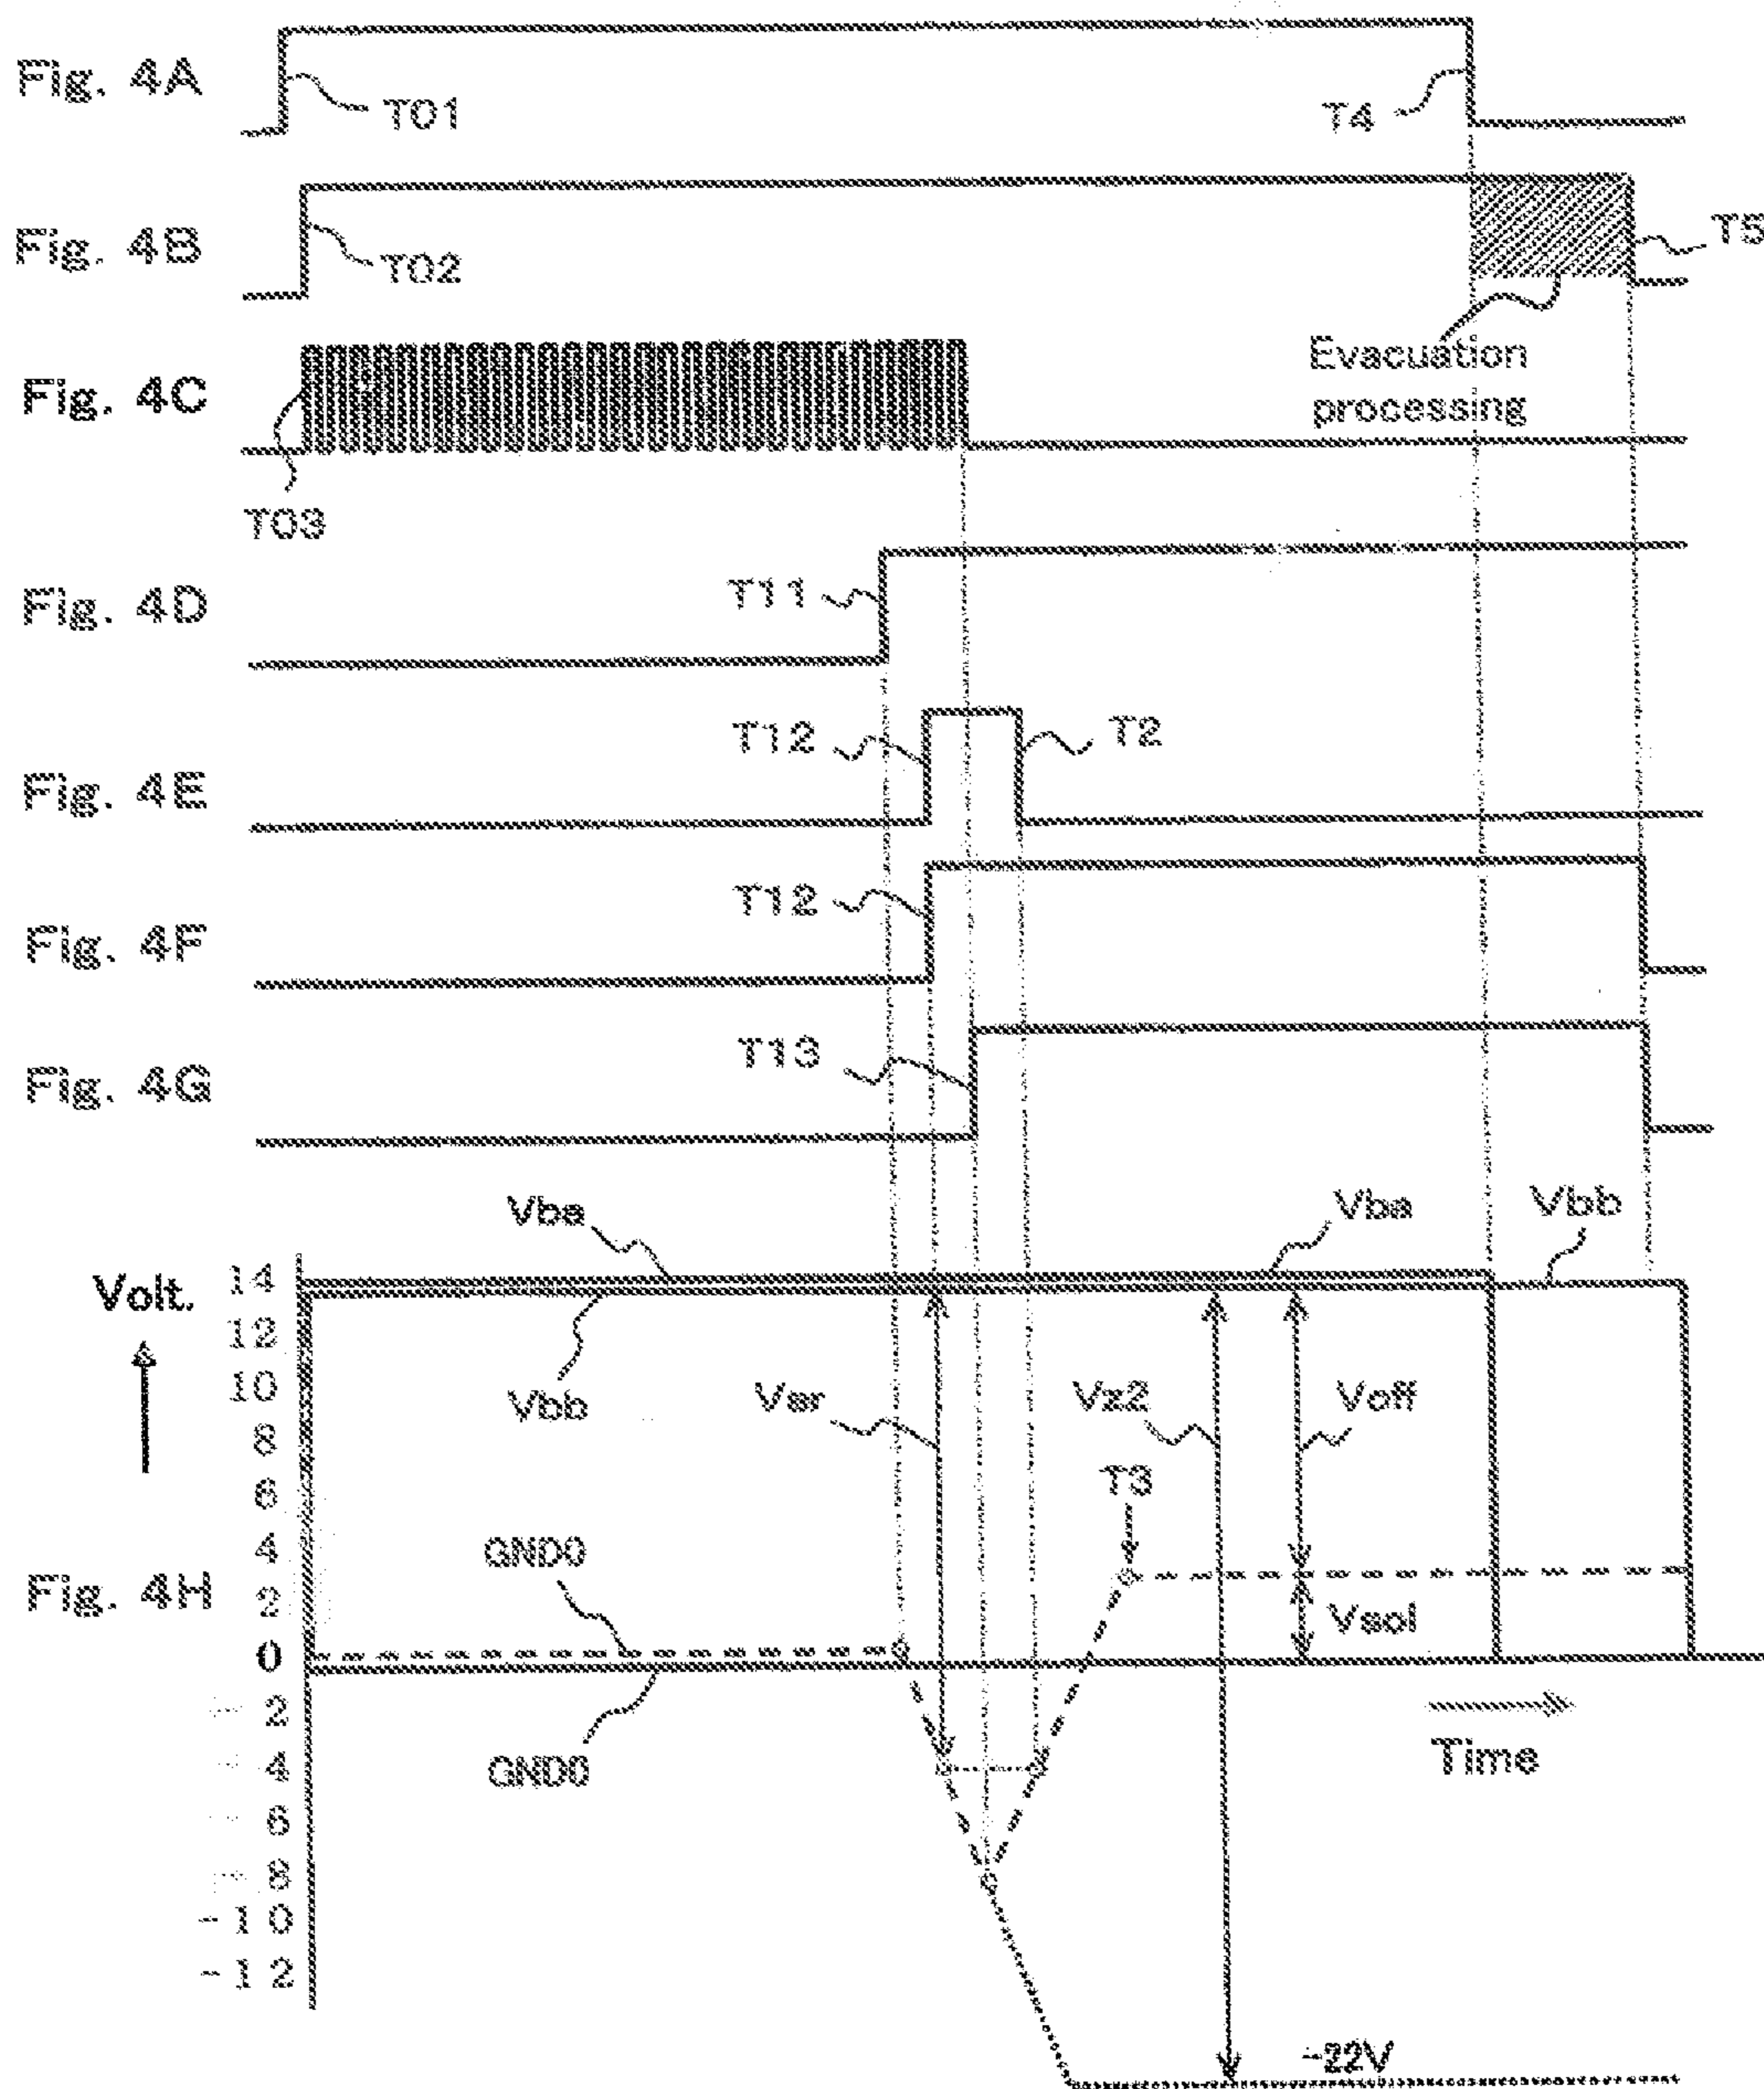 Fig. 4A
T01
T4
Fig. 4B
T02
T5
Evacuation
processing
Fig. 4C
T03
Fig. 4D
T11
Fig. 4E
T12
T2
Fig. 4F
T12
Fig. 4G
T13
Vba
Vba
Vbb
Volt.
14
12
10
8
6
4
2
0
-2
-4
-6
-8
-10
-12
Vbb
Vsr
Vz2
Voff
T3
GND0
Fig. 4H
Vsol
GND0
Time
-22V